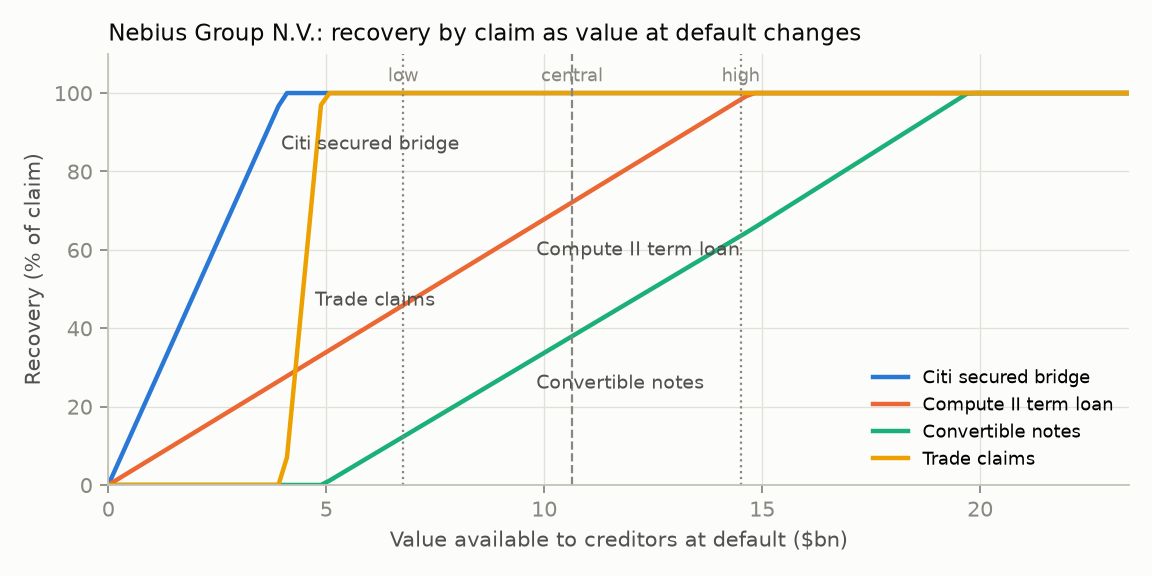 Nebius Group N.V.: recovery by claim as value at default changes
low
central
high
Recovery (% of claim)
100
80
60
40
20
0
Citi secured bridge
Compute II term loan
Trade claims
Convertible notes
Citi secured bridge
Compute II term loan
Convertible notes
Trade claims
0
5
10
15
20
Value available to creditors at default ($bn)